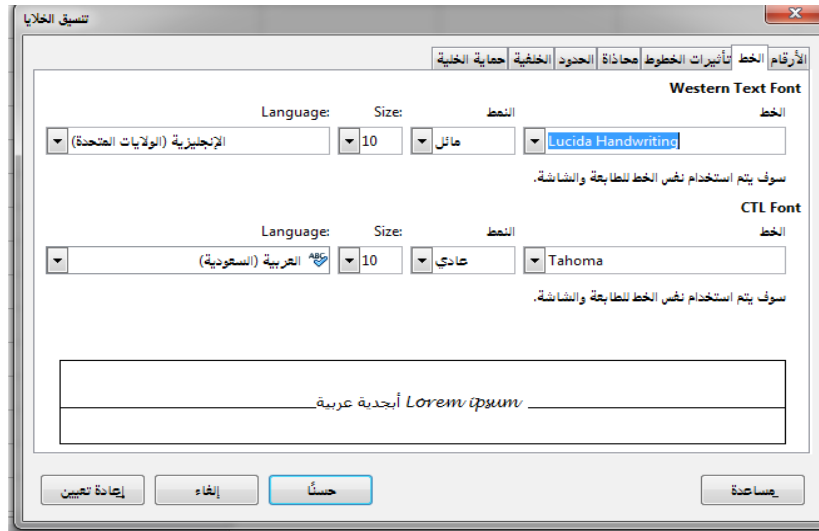 تنسيق الخلايا
الأرقام الخط تأثيرات الخطوط محاذاة الحدود الخلفية حماية الخلية
Western Text Font
الخط النمط Size: Language:
Lucida Handwriting مائل 10 الإنجليزية (الولايات المتحدة)
سوف يتم استخدام نفس الخط للطابعة والشاشة.
CTL Font
الخط النمط Size: Language:
Tahoma عادي 10 العربية (السعودية)
سوف يتم استخدام نفس الخط للطابعة والشاشة.
Lorem ipsum أبجدية عربية
مساعدة حسنًا إلغاء إعادة تعيين